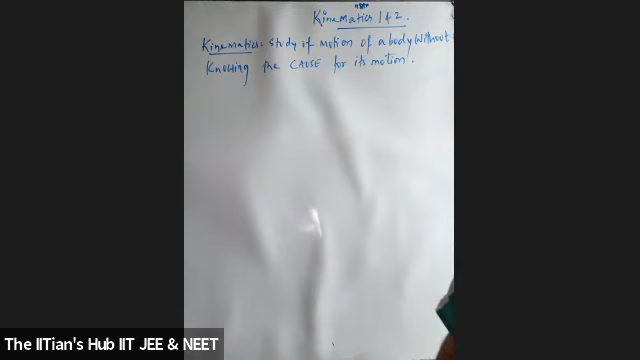 Kinematics 1 & 2.
Kinematics: Study of Motion of a body Without
Knowing the CAUSE for its motion.
The IITian's Hub IIT JEE & NEET